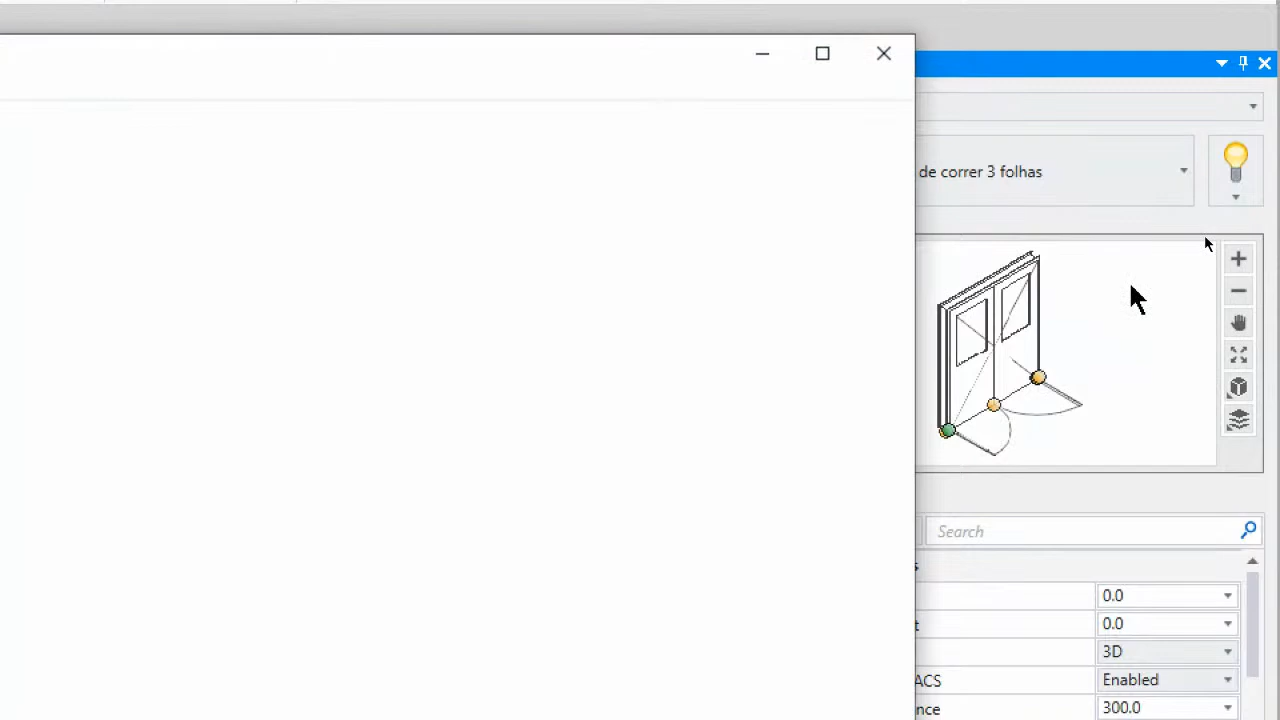 de correr 3 folhas
Search
s
0.0
t
0.0
3D
ACS
Enabled
nce
300.0